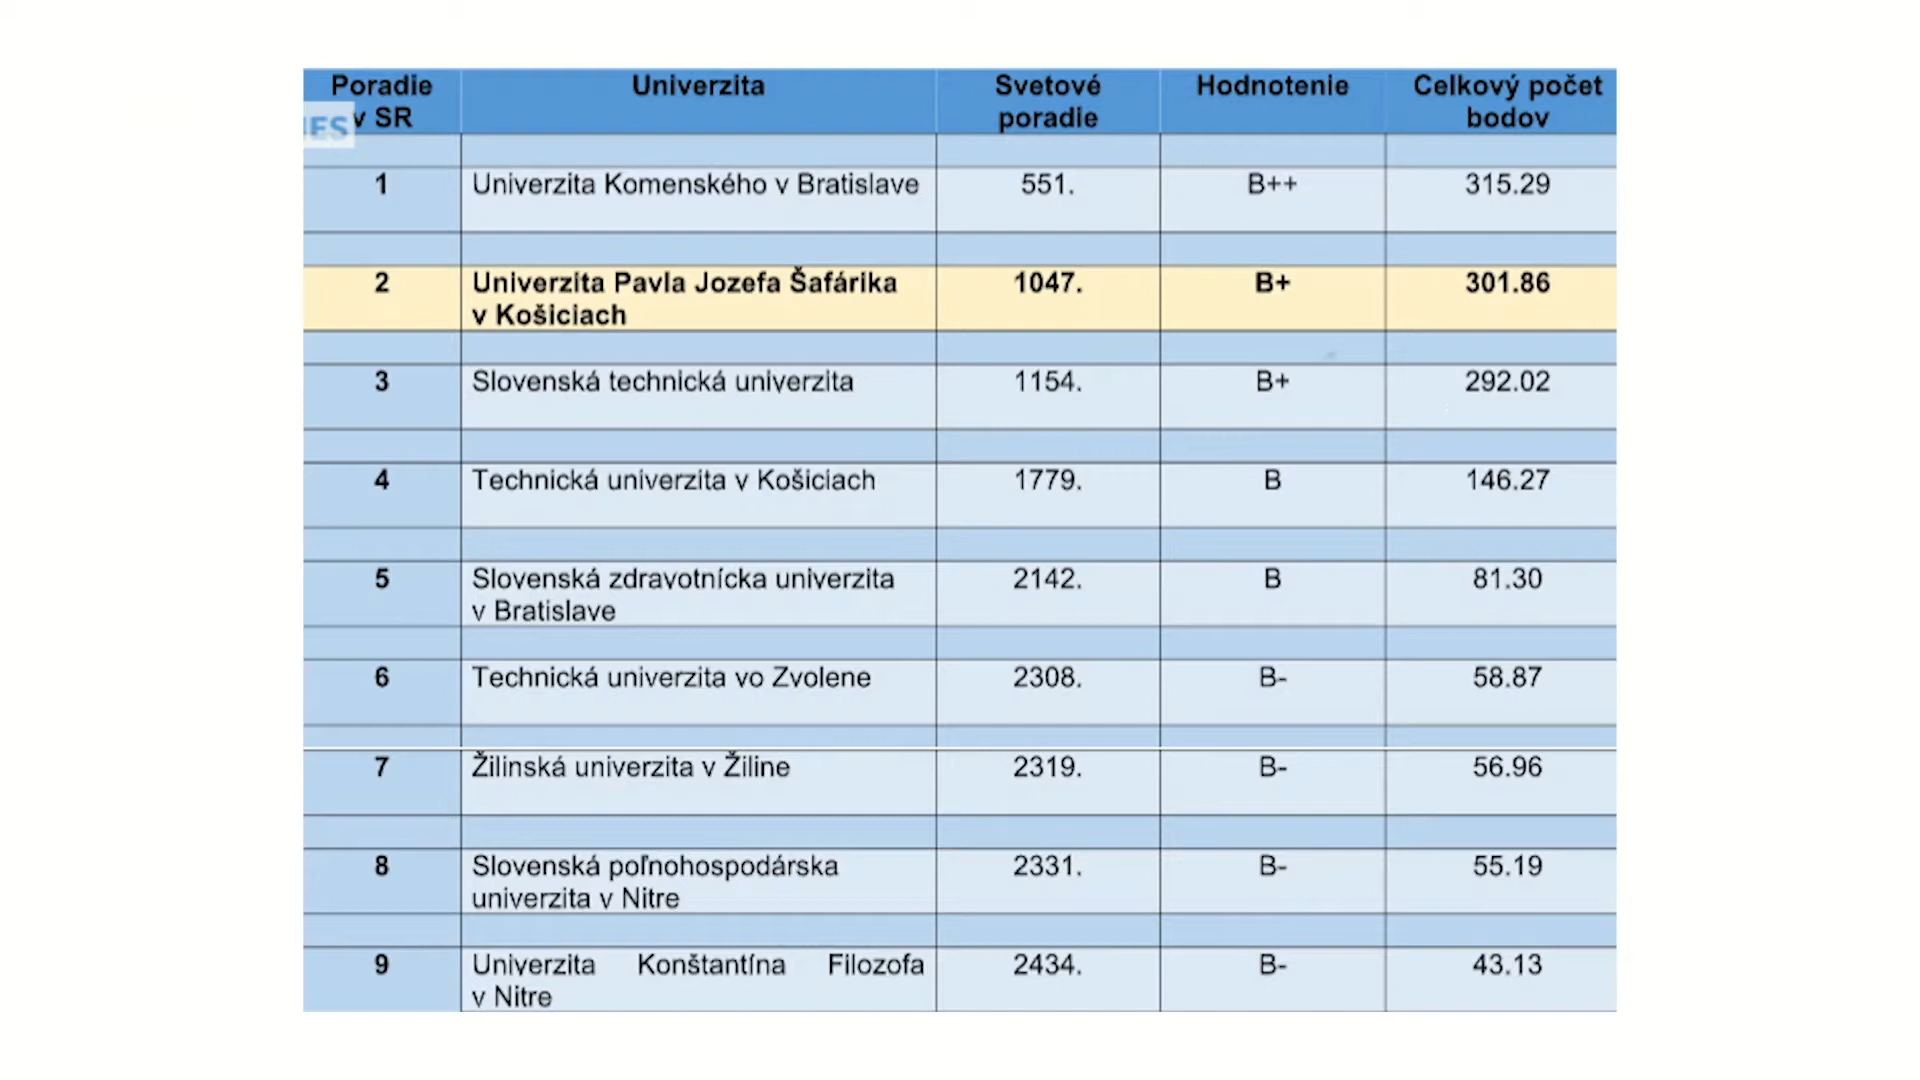 Poradie v SR Univerzita Svetové poradie Hodnotenie Celkový počet bodov
IES
1 Univerzita Komenského v Bratislave 551. B++ 315.29
2 Univerzita Pavla Jozefa Šafárika 1047. B+ 301.86
v Košiciach
3 Slovenská technická univerzita 1154. B+ 292.02
4 Technická univerzita v Košiciach 1779. B 146.27
5 Slovenská zdravotnícka univerzita 2142. B 81.30
v Bratislave
6 Technická univerzita vo Zvolene 2308. B- 58.87
7 Žilinská univerzita v Žiline 2319. B- 56.96
8 Slovenská poľnohospodárska 2331. B- 55.19
univerzita v Nitre
9 Univerzita Konštantína Filozofa 2434. B- 43.13
v Nitre